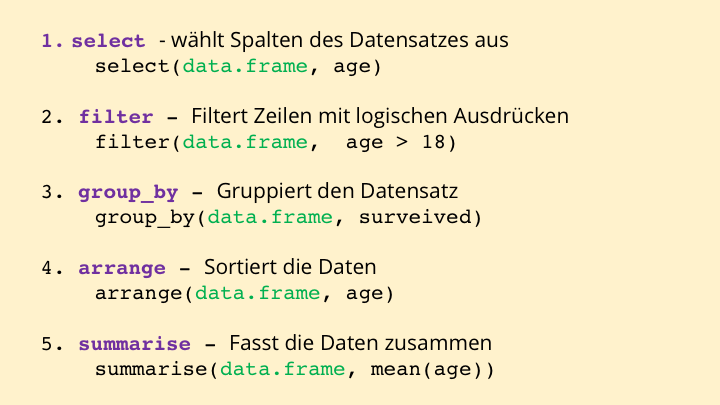 1. select - wählt Spalten des Datensatzes aus
select(data.frame, age)
2. filter – Filtert Zeilen mit logischen Ausdrücken
filter(data.frame,  age > 18)
3. group_by – Gruppiert den Datensatz
group_by(data.frame, surveived)
4. arrange – Sortiert die Daten
arrange(data.frame, age)
5. summarise – Fasst die Daten zusammen
summarise(data.frame, mean(age))